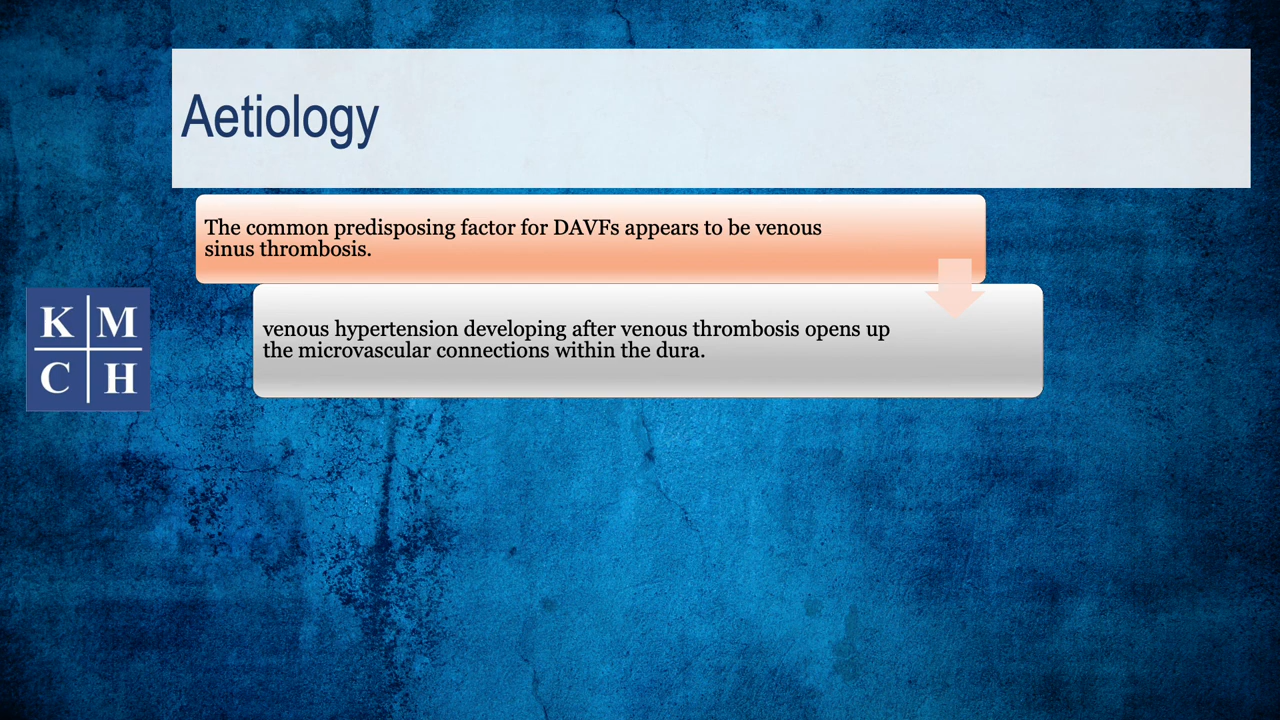 Aetiology
The common predisposing factor for DAVFs appears to be venous
sinus thrombosis.
venous hypertension developing after venous thrombosis opens up
the microvascular connections within the dura.
K M
C H